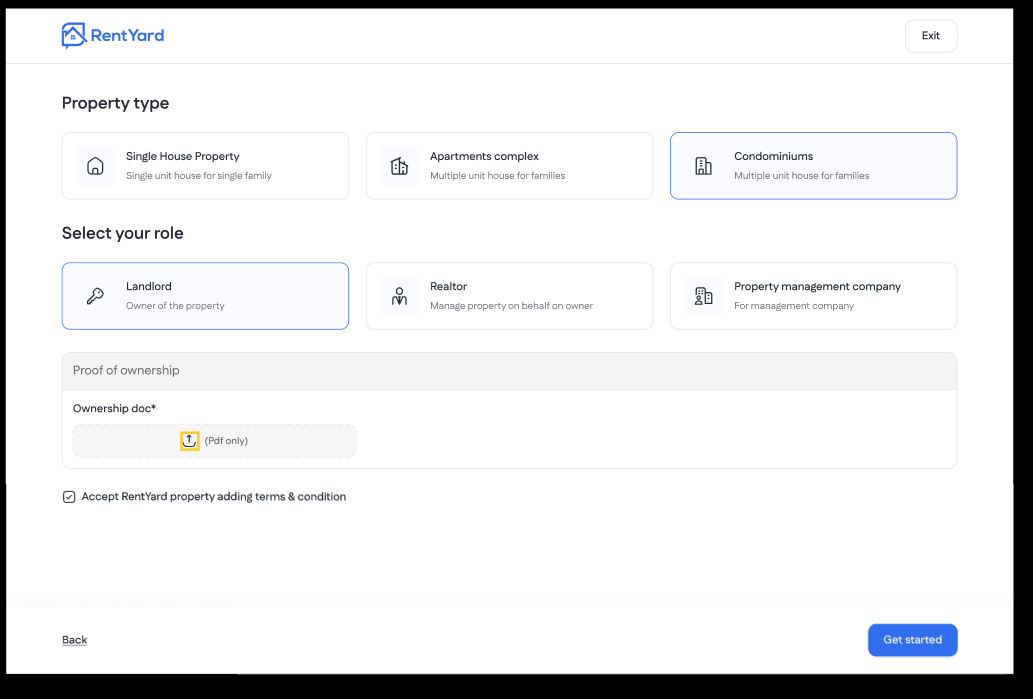 RentYard
Exit
Property type
Single House Property
Single unit house for single family
Apartments complex
Multiple unit house for families
Condominiums
Multiple unit house for families
Select your role
Landlord
Owner of the property
Realtor
Manage property on behalf on owner
Property management company
For management company
Proof of ownership
Ownership doc*
(Pdf only)
Accept RentYard property adding terms & condition
Back
Get started